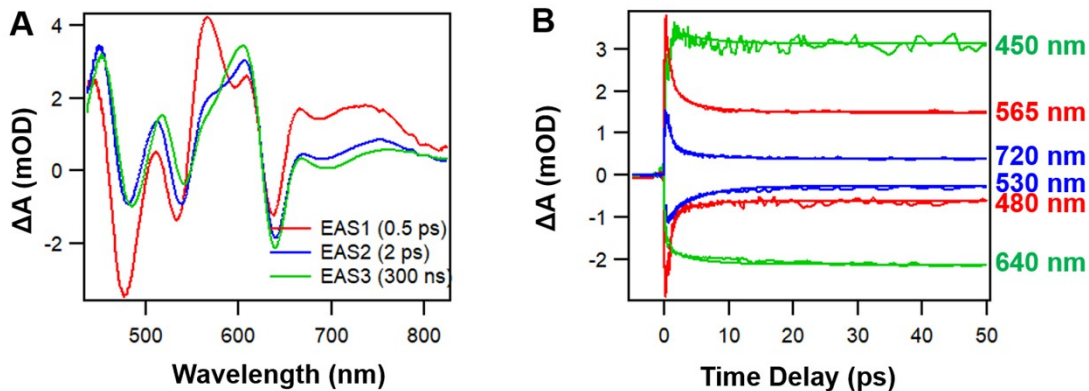 A
ΔA (mOD)
4
2
0
-2
EAS1 (0.5 ps)
EAS2 (2 ps)
EAS3 (300 ns)
500
600
700
800
Wavelength (nm)
B
ΔA (mOD)
3
2
1
0
-1
-2
450 nm
565 nm
720 nm
530 nm
480 nm
640 nm
0
10
20
30
40
50
Time Delay (ps)